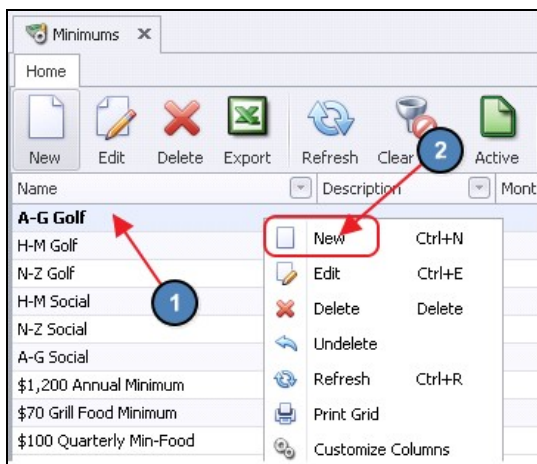 Minimums X
Home
New Edit Delete Export Refresh Clear 2 Active
Name Description Mont
A-G Golf
New Ctrl+N
H-M Golf
Edit Ctrl+E
N-Z Golf
H-M Social
1
Delete Delete
N-Z Social
Undelete
A-G Social
$1,200 Annual Minimum
Refresh Ctrl+R
$70 Grill Food Minimum
Print Grid
$100 Quarterly Min-Food
Customize Columns